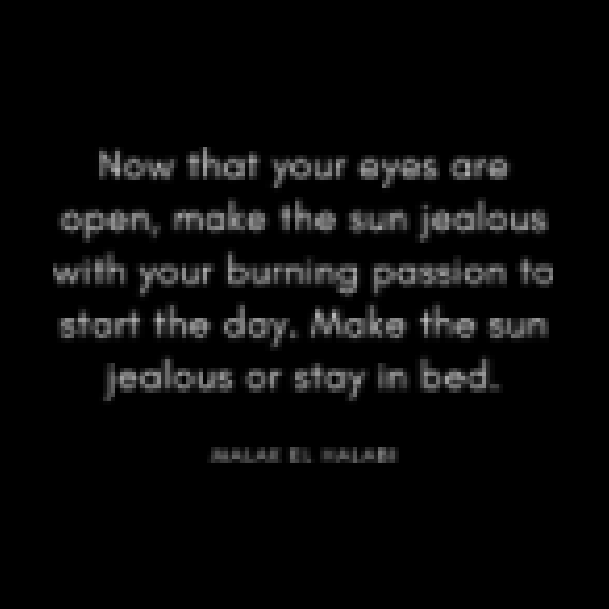 Now that your eyes are
open, make the sun jealous
with your burning passion to
start the day. Make the sun
jealous or stay in bed.
MALAK EL HALABI